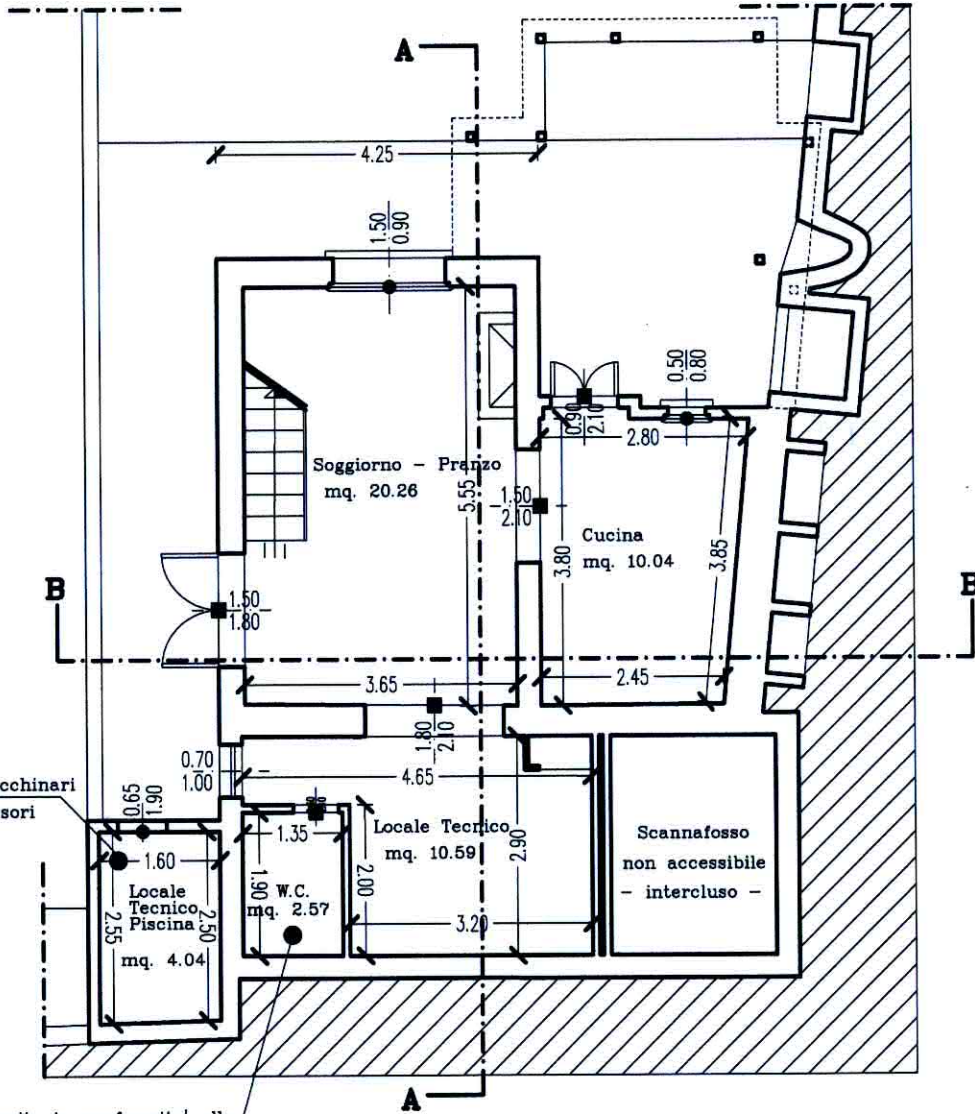 A
4.25
1.50
0.90
0.50
0.80
0.90
2.10
2.80
Soggiorno - Pranzo
mq. 20.26
5.55
1.50
2.10
Cucina
mq. 10.04
3.80
3.85
B
B
1.50
1.80
3.65
2.45
1.80
2.10
0.70
1.00
4.65
0.65
1.90
1.35
Locale Tecnico
mq. 10.59
2.90
Scannafosso
non accessibile
- intercluso -
1.60
Locale
Tecnico
Piscina
mq. 4.04
2.55
2.50
1.90
W.C.
mq. 2.57
2.00
3.20
A